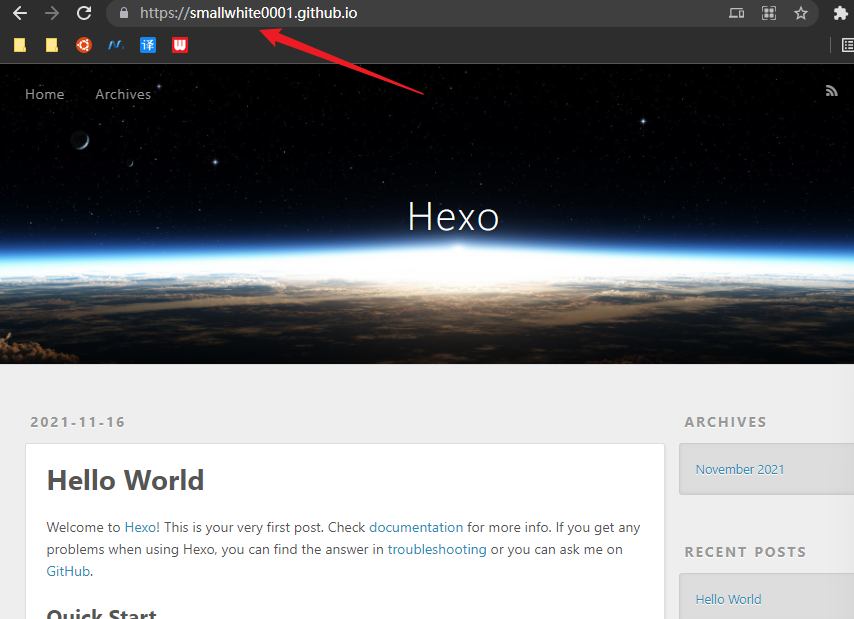 https://smallwhite0001.github.io
译 W
Home Archives
Hexo
2021-11-16
Hello World
Welcome to Hexo! This is your very first post. Check documentation for more info. If you get any
problems when using Hexo, you can find the answer in troubleshooting or you can ask me on
GitHub.
Quick Start
ARCHIVES
November 2021
RECENT POSTS
Hello World